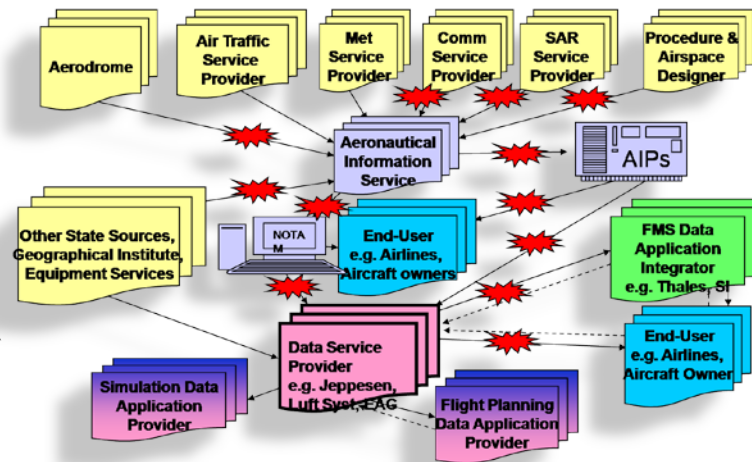 Aerodrome
Air Traffic
Service
Provider
Met
Service
Provider
Comm
Service
Provider
SAR
Service
Provider
Procedure &
Airspace
Designer
Aeronautical
Information
Service
AIPs
Other State Sources,
Geographical Institute,
Equipment Services
NOTA
M
End-User
e.g. Airlines,
Aircraft owners
FMS Data
Application
Integrator
e.g. Thales, SI
Data Service
Provider
e.g. Jeppesen,
Luft Syst, EAG
End-User
e.g. Airlines,
Aircraft Owner
Simulation Data
Application
Provider
Flight Planning
Data Application
Provider